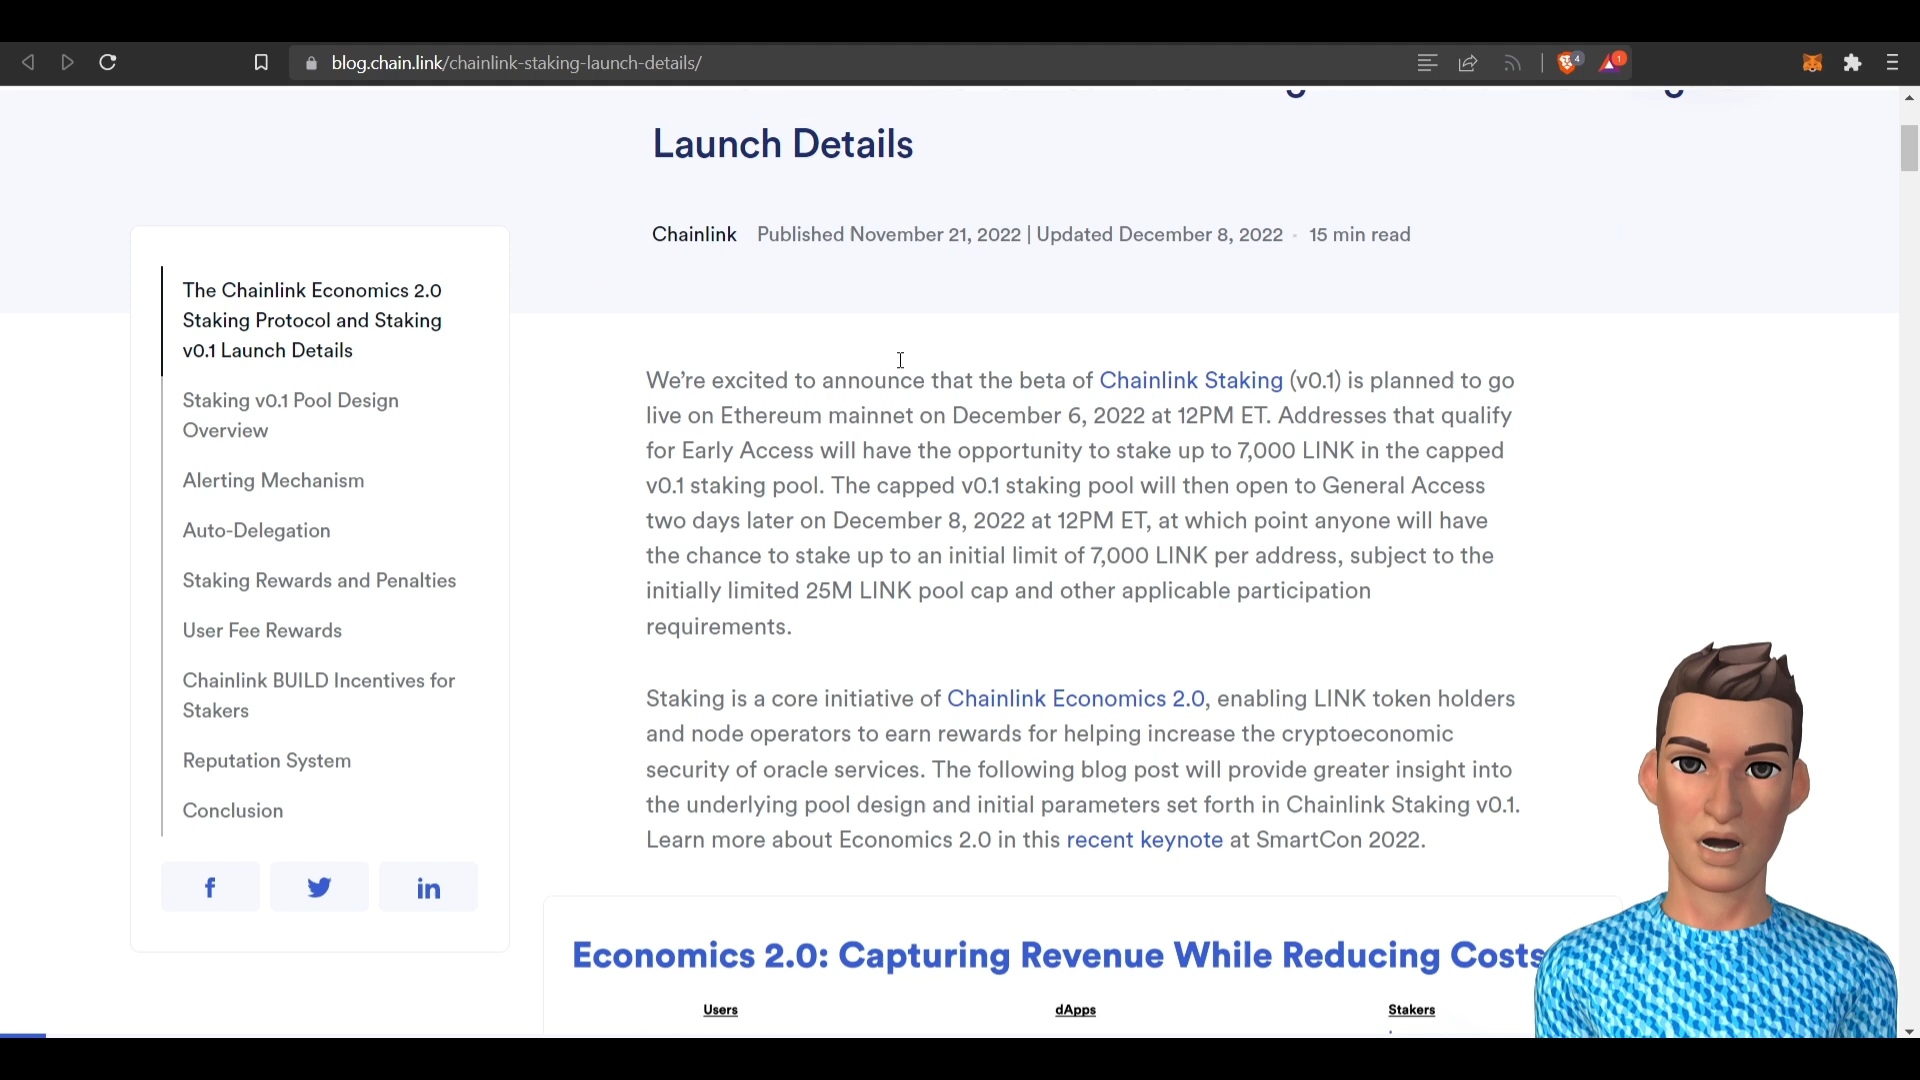 blog.chain.link/chainlink-staking-launch-details/
4
1
Launch Details
Chainlink Published November 21, 2022 | Updated December 8, 2022 · 15 min read
The Chainlink Economics 2.0
Staking Protocol and Staking
v0.1 Launch Details
Staking v0.1 Pool Design
Overview
Alerting Mechanism
Auto-Delegation
Staking Rewards and Penalties
User Fee Rewards
Chainlink BUILD Incentives for
Stakers
Reputation System
Conclusion
f
in
We're excited to announce that the beta of Chainlink Staking (v0.1) is planned to go
live on Ethereum mainnet on December 6, 2022 at 12PM ET. Addresses that qualify
for Early Access will have the opportunity to stake up to 7,000 LINK in the capped
v0.1 staking pool. The capped v0.1 staking pool will then open to General Access
two days later on December 8, 2022 at 12PM ET, at which point anyone will have
the chance to stake up to an initial limit of 7,000 LINK per address, subject to the
initially limited 25M LINK pool cap and other applicable participation
requirements.
Staking is a core initiative of Chainlink Economics 2.0, enabling LINK token holders
and node operators to earn rewards for helping increase the cryptoeconomic
security of oracle services. The following blog post will provide greater insight into
the underlying pool design and initial parameters set forth in Chainlink Staking v0.1.
Learn more about Economics 2.0 in this recent keynote at SmartCon 2022.
Economics 2.0: Capturing Revenue While Reducing Costs
Users dApps Stakers